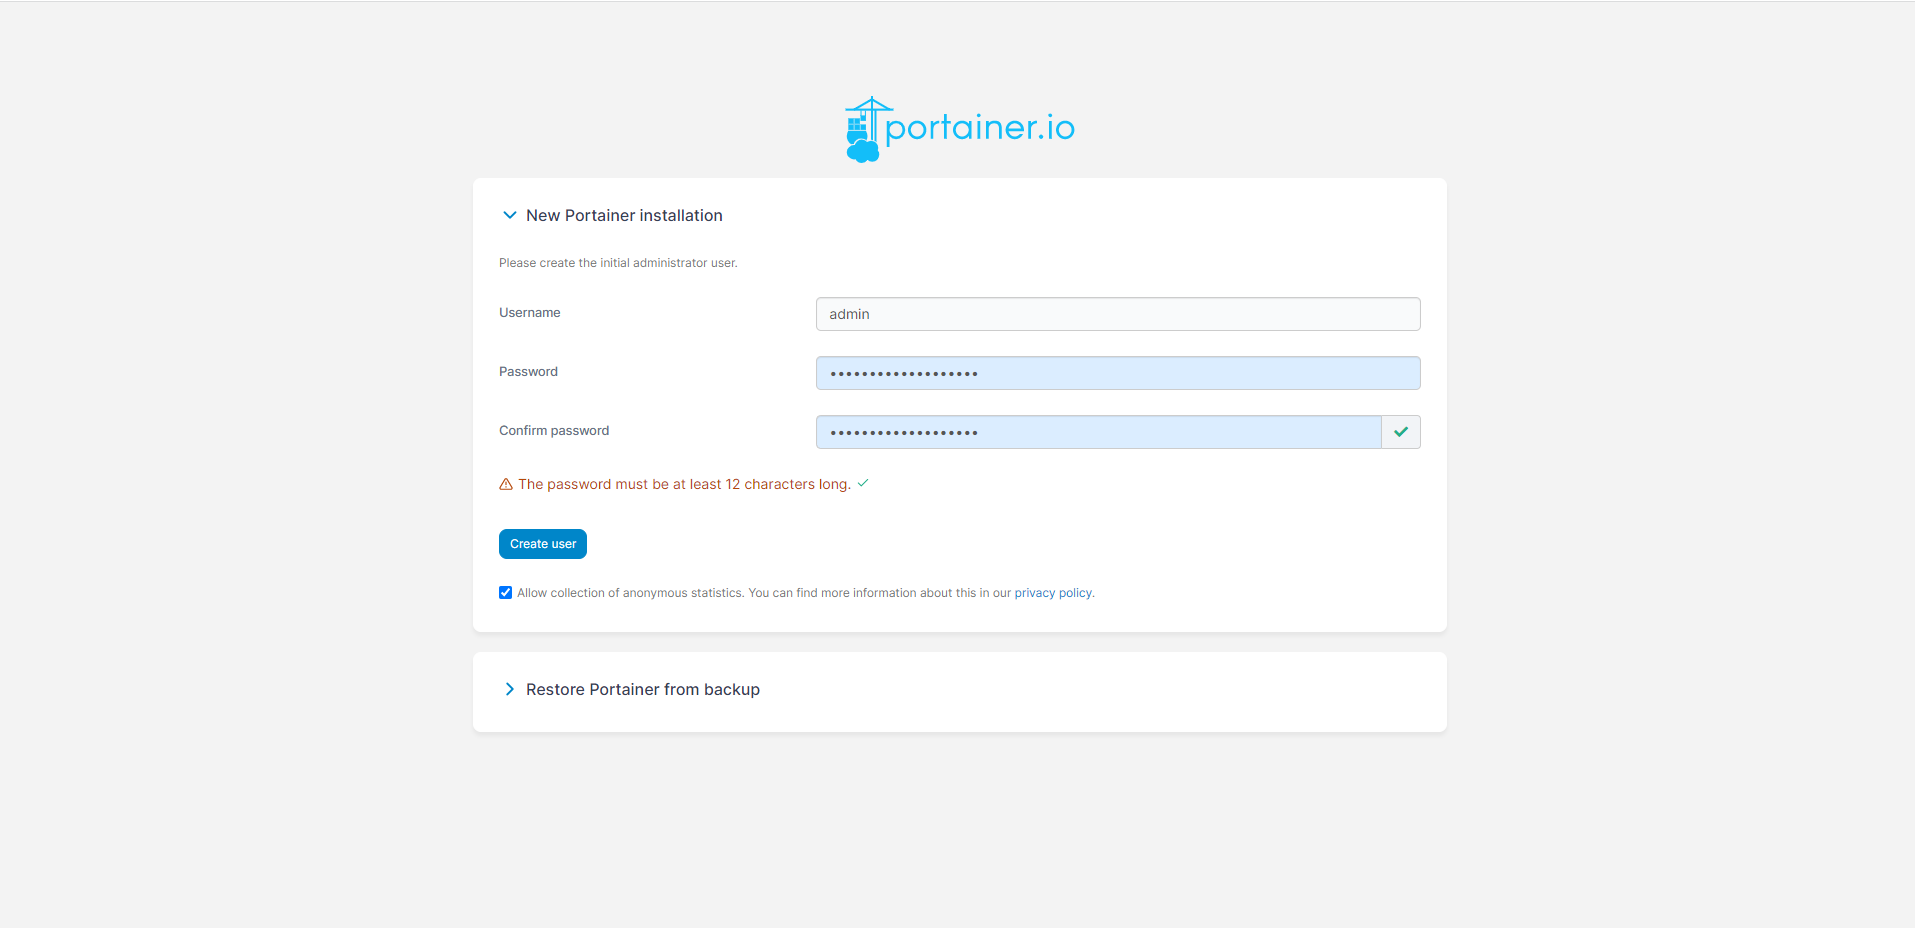 portainer.io
New Portainer installation
Please create the initial administrator user.
Username
admin
Password
•••••••••••••••••••
Confirm password
•••••••••••••••••••
The password must be at least 12 characters long.
Create user
Allow collection of anonymous statistics. You can find more information about this in our privacy policy.
Restore Portainer from backup